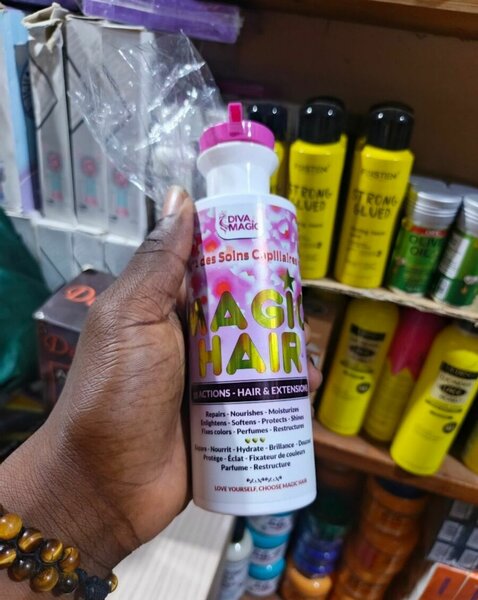 DIVA
MAGIC
des Soins Capillaires
MAGIC
HAIR
ACTIONS - HAIR & EXTENSIONS
Repairs - Nourishes - Moisturizes
Enlightens - Softens - Protects - Shines
Fixes colors - Perfumes - Restructures
Nourrit - Hydrate - Brillance - Douceur
Protège - Éclat - Fixateur de couleurs
Parfume - Restructure
LOVE YOURSELF, CHOOSE MAGIC HAIR
STRONG
GLUED
STRONG
GLUED
OLIVE
OIL